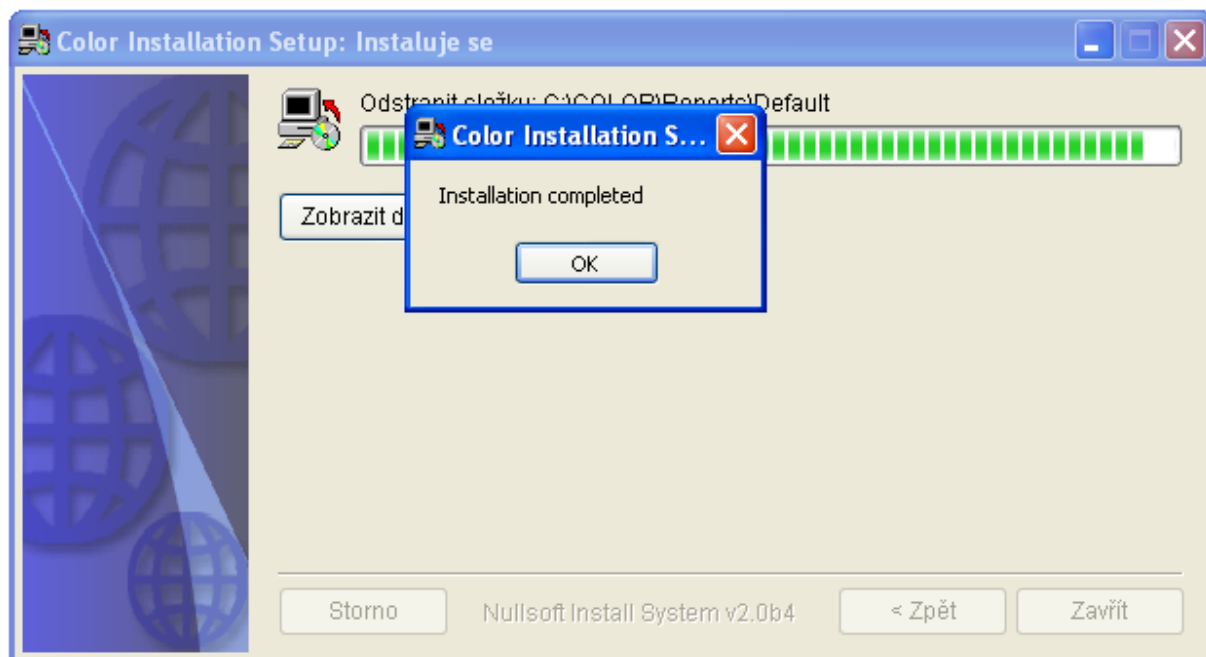 Color Installation Setup: Instaluje se
Odstranit složku: C:\COLOR\Reports\Default
Color Installation S...
Installation completed
Zobrazit d
OK
Storno
Nullsoft Install System v2.0b4
< Zpět
Zavřít